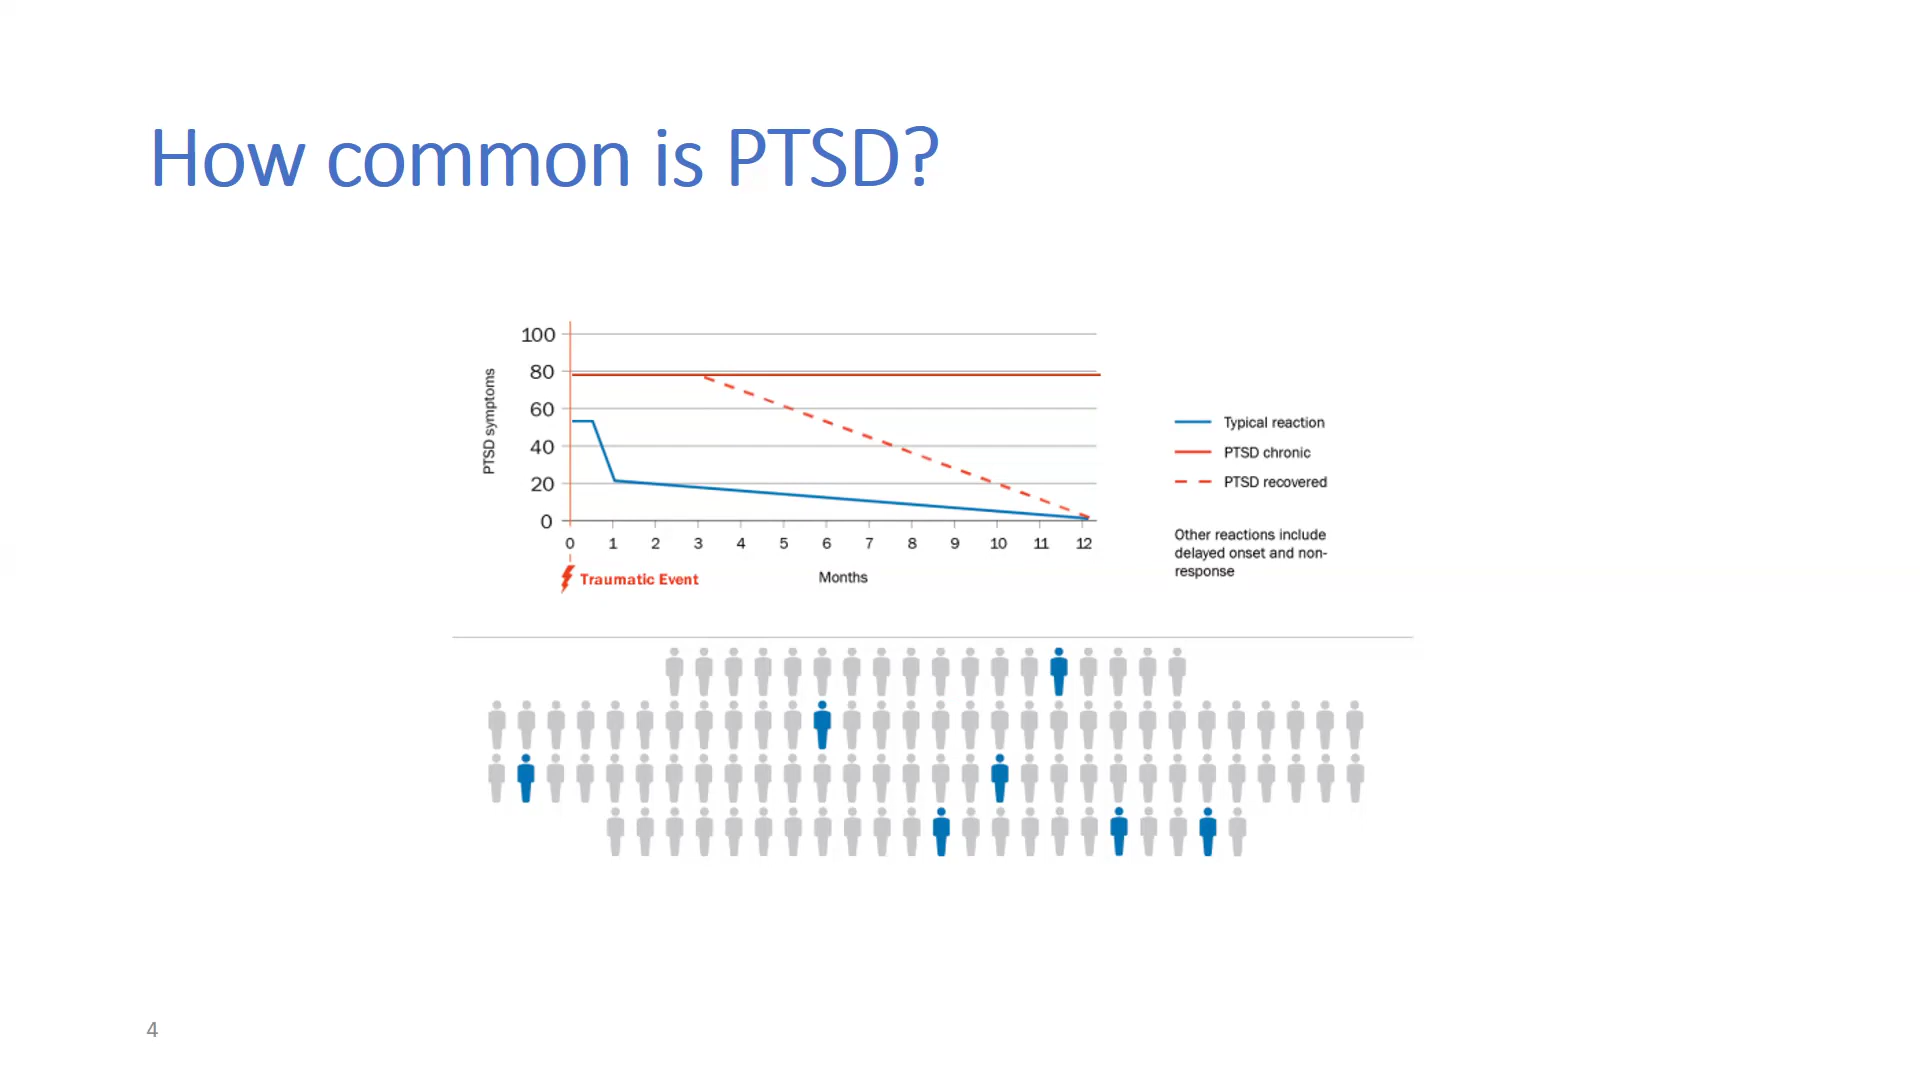 How common is PTSD?
100
80
60
40
20
0
PTSD symptoms
0 1 2 3 4 5 6 7 8 9 10 11 12
Traumatic Event
Months
Typical reaction
PTSD chronic
PTSD recovered
Other reactions include
delayed onset and non-
response
4